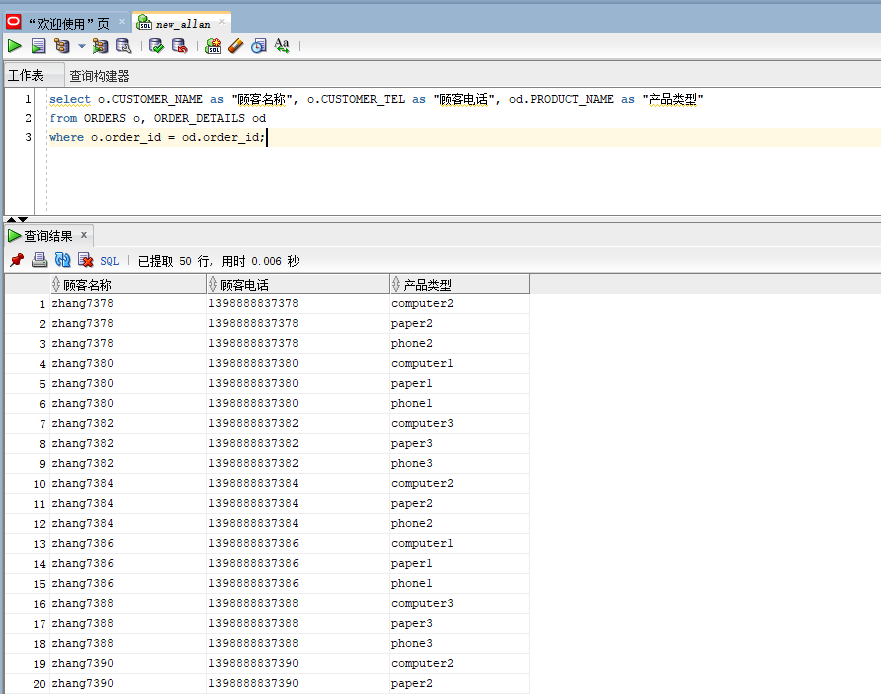 “欢迎使用”页 new_allan
工作表 查询构建器
1 select o.CUSTOMER_NAME as "顾客名称", o.CUSTOMER_TEL as "顾客电话", od.PRODUCT_NAME as "产品类型"
2 from ORDERS o, ORDER_DETAILS od
3 where o.order_id = od.order_id;
查询结果 x
SQL | 已提取 50 行, 用时 0.006 秒
顾客名称 顾客电话 产品类型
1 zhang7378 1398888837378 computer2
2 zhang7378 1398888837378 paper2
3 zhang7378 1398888837378 phone2
4 zhang7380 1398888837380 computer1
5 zhang7380 1398888837380 paper1
6 zhang7380 1398888837380 phone1
7 zhang7382 1398888837382 computer3
8 zhang7382 1398888837382 paper3
9 zhang7382 1398888837382 phone3
10 zhang7384 1398888837384 computer2
11 zhang7384 1398888837384 paper2
12 zhang7384 1398888837384 phone2
13 zhang7386 1398888837386 computer1
14 zhang7386 1398888837386 paper1
15 zhang7386 1398888837386 phone1
16 zhang7388 1398888837388 computer3
17 zhang7388 1398888837388 paper3
18 zhang7388 1398888837388 phone3
19 zhang7390 1398888837390 computer2
20 zhang7390 1398888837390 paper2